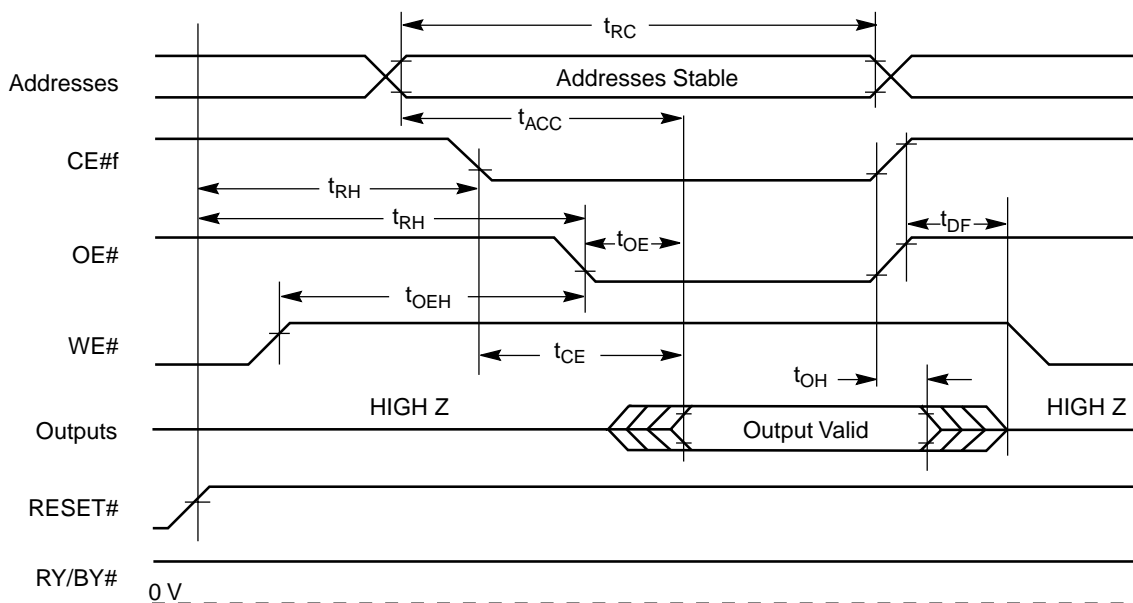 tRC
Addresses
Addresses Stable
tACC
CE#f
tRH
tRH
tOE
tDF
OE#
tOEH
WE#
tCE
tOH
HIGH Z
HIGH Z
Outputs
Output Valid
RESET#
RY/BY#
0 V